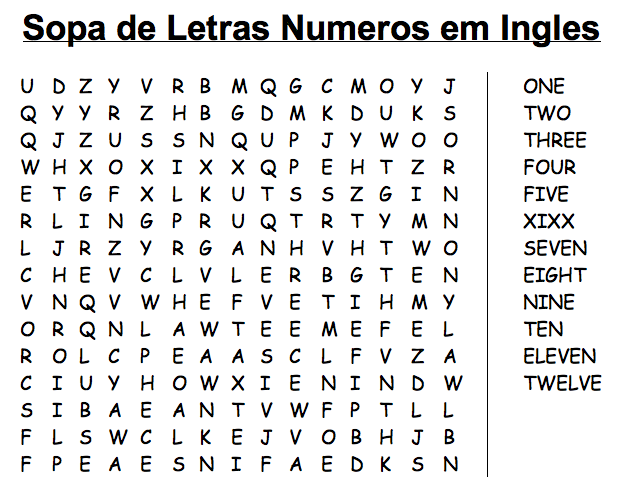 Sopa de Letras Numeros em Ingles
U D Z Y V R B M Q G C M O Y J
Q Y Y R Z H B G D M K D U K S
Q J Z U S S N Q U P J Y W O O
W H X O X I X X Q P E H T Z R
E T G F X L K U T S S Z G I N
R L I N G P R U Q T R T Y M N
L J R Z Y R G A N H V H T W O
C H E V C L V L E R B G T E N
V N Q V W H E F V E T I H M Y
O R Q N L A W T E E M E F E L
R O L C P E A A S C L F V Z A
C I U Y H O W X I E N I N D W
S I B A E A N T V W F P T L L
F L S W C L K E J V O B H J B
F P E A E S N I F A E D K S N
ONE
TWO
THREE
FOUR
FIVE
XIXX
SEVEN
EIGHT
NINE
TEN
ELEVEN
TWELVE